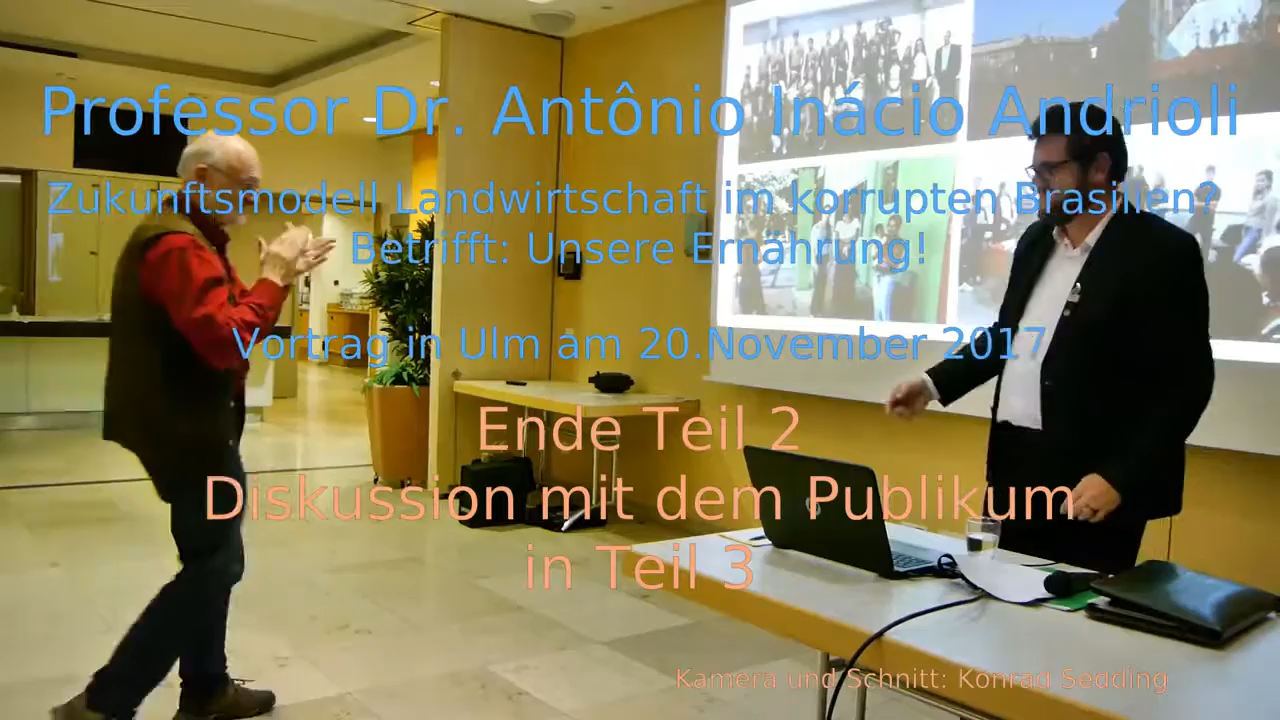 Professor Dr. Antônio Inácio Andrioli
Zukunftsmodell Landwirtschaft im korrupten Brasilien?
Betrifft: Unsere Ernährung!
Vortrag in Ulm am 20.November 2017
Ende Teil 2
Diskussion mit dem Publikum
in Teil 3
Kamera und Schnitt: Konrad Sedding